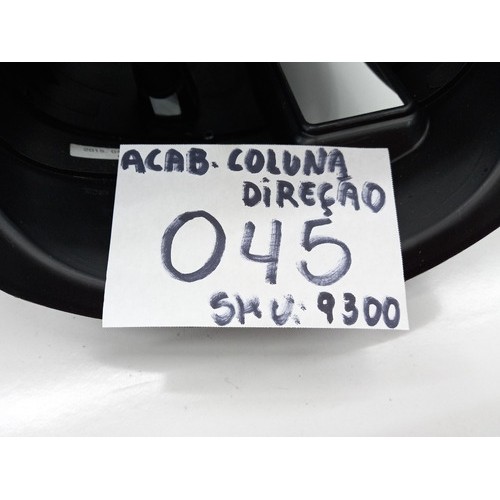 ACAB. COLUNA
DIREÇÃO
045
SKU: 9300